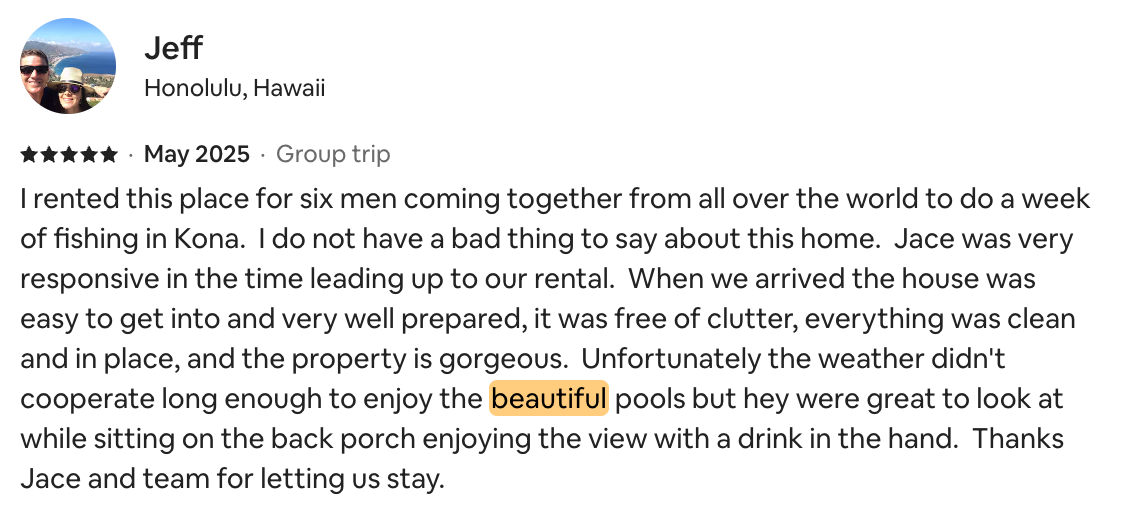 Jeff
Honolulu, Hawaii
★★★★★ · May 2025 · Group trip
I rented this place for six men coming together from all over the world to do a week
of fishing in Kona.  I do not have a bad thing to say about this home.  Jace was very
responsive in the time leading up to our rental.  When we arrived the house was
easy to get into and very well prepared, it was free of clutter, everything was clean
and in place, and the property is gorgeous.  Unfortunately the weather didn't
cooperate long enough to enjoy the beautiful pools but hey were great to look at
while sitting on the back porch enjoying the view with a drink in the hand.  Thanks
Jace and team for letting us stay.